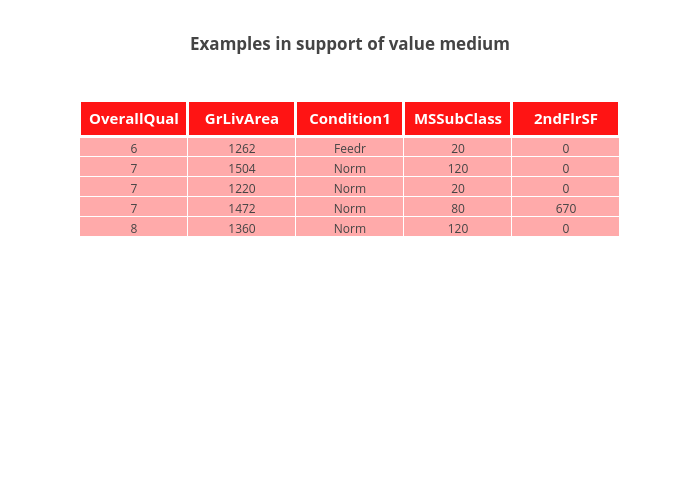 Examples in support of value medium
OverallQual GrLivArea Condition1 MSSubClass 2ndFlrSF
6 1262 Feedr 20 0
7 1504 Norm 120 0
7 1220 Norm 20 0
7 1472 Norm 80 670
8 1360 Norm 120 0